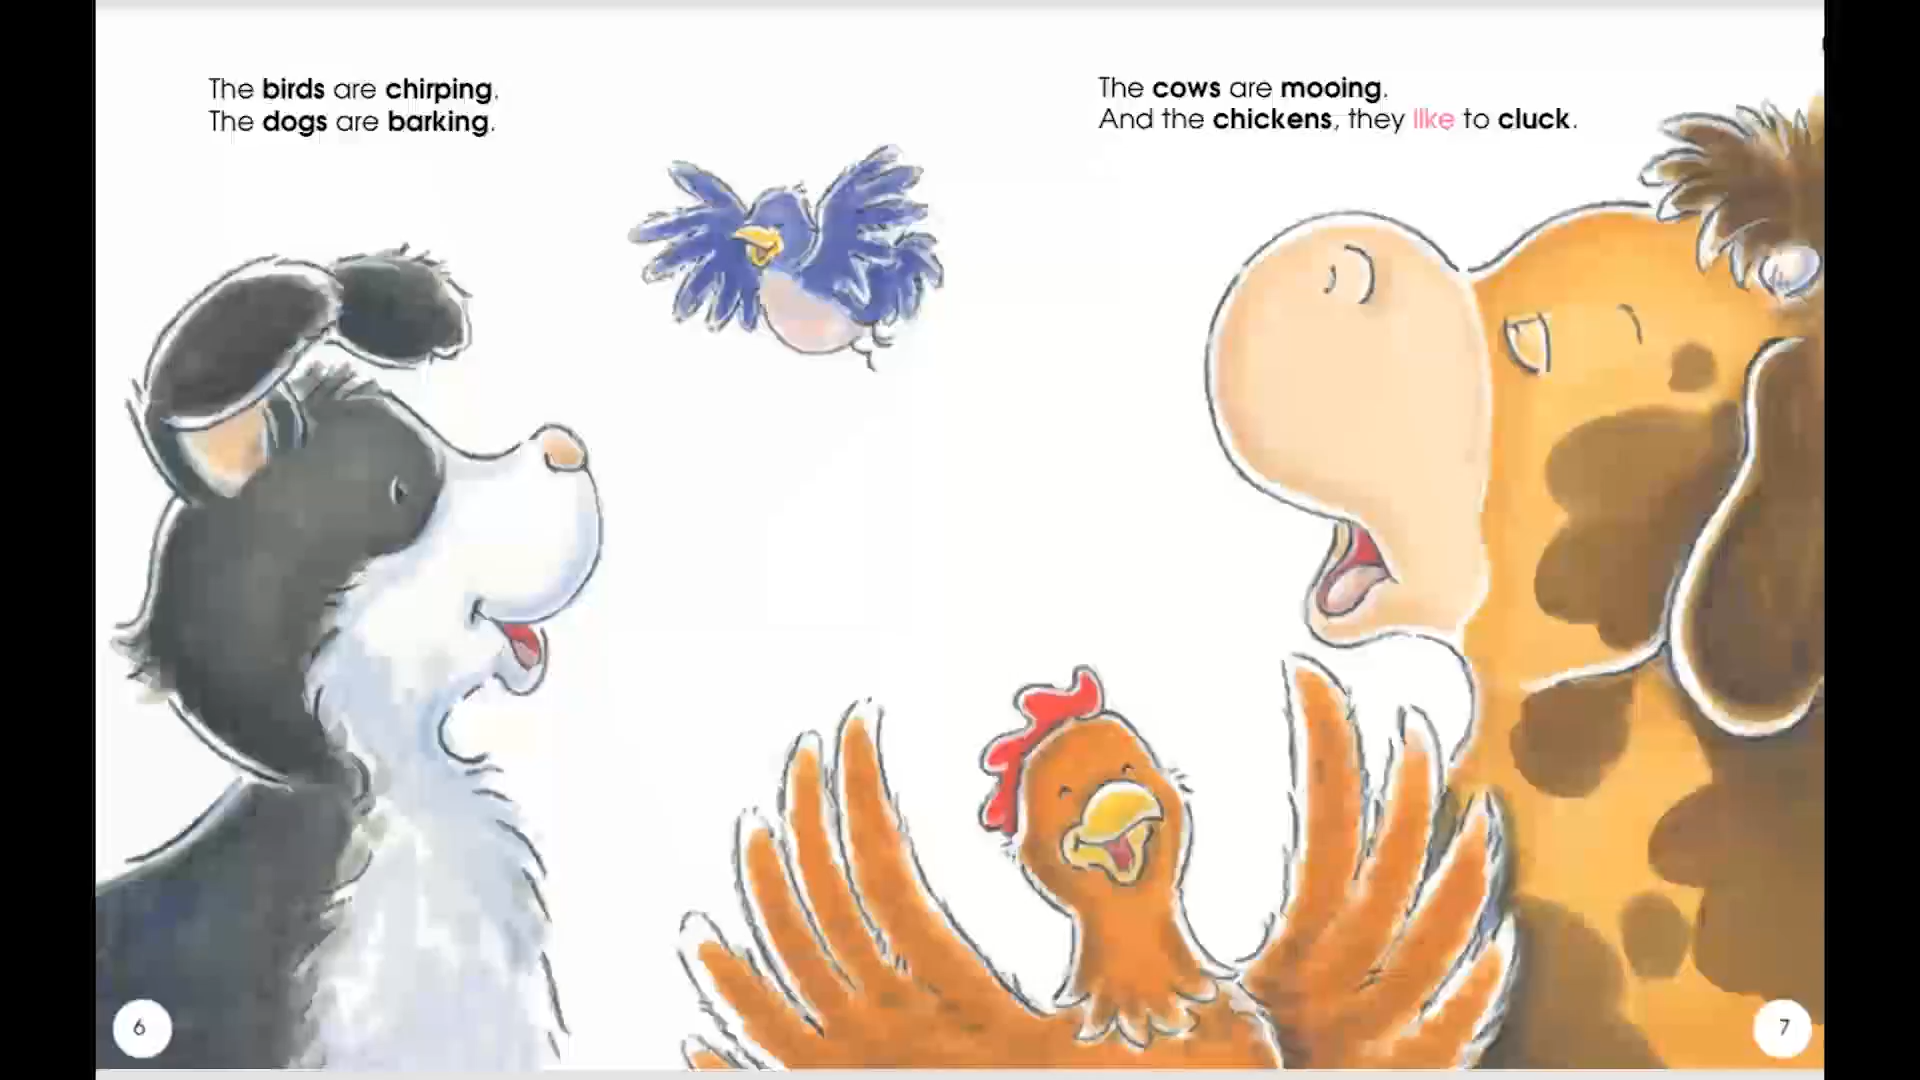 The birds are chirping.
The dogs are barking.
The cows are mooing.
And the chickens, they like to cluck.
6
7